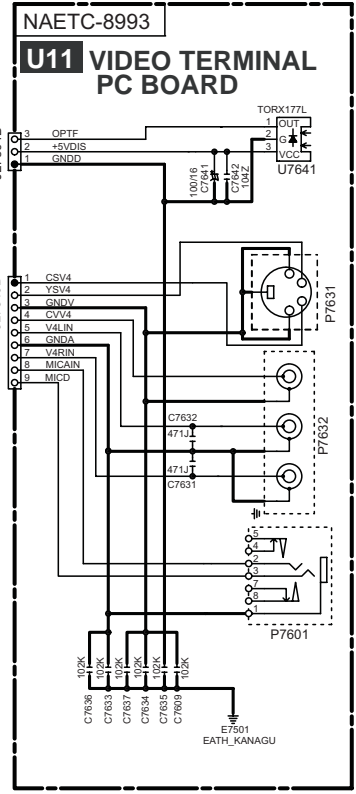 NAETC-8993
U11 VIDEO TERMINAL
PC BOARD
TORX177L
3 OPTF
2 +5VDIS
1 GNDD
1 OUT
2 G
3 VCC
U7641
100/16
C7641
C7642
104Z
1 CSV4
2 YSV4
3 GNDV
4 CVV4
5 V4LIN
6 GNDA
7 V4RIN
8 MICAIN
9 MICD
P7631
C7632
471J
471J
C7631
P7632
5
4
2
3
7
8
1
P7601
102K
102K
102K
102K
102K
102K
C7636
C7633
C7637
C7634
C7635
C7609
E7501
EATH_KANAGU